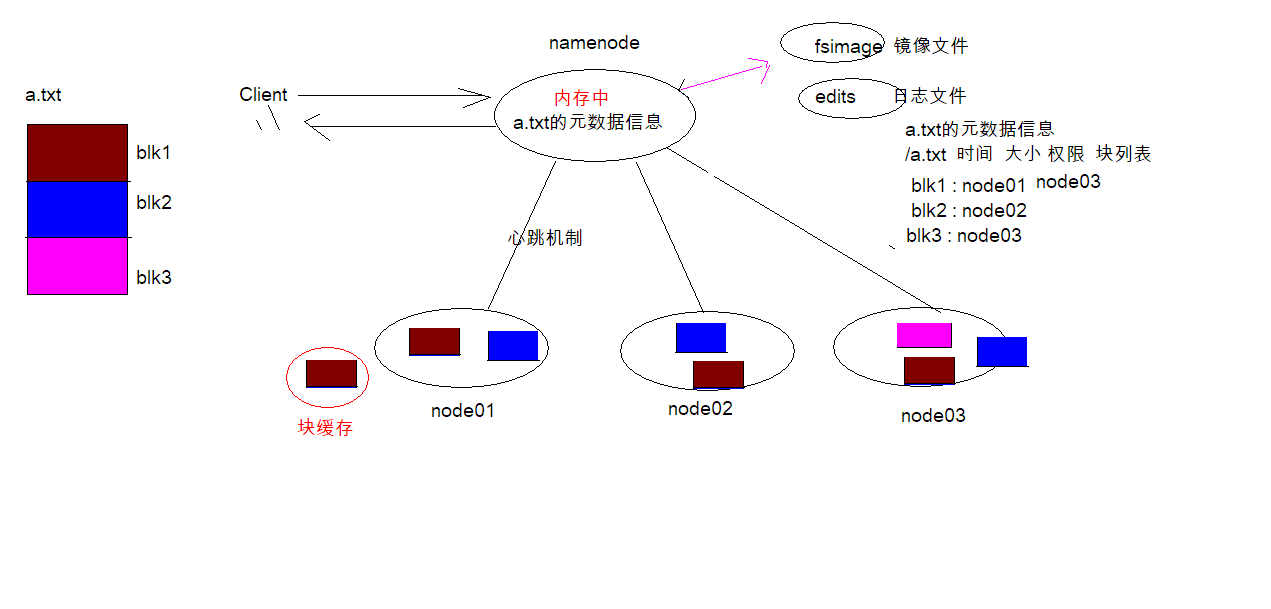 namenode
fsimage 镜像文件
a.txt
Client
内存中
a.txt的元数据信息
edits 日志文件
a.txt的元数据信息
/a.txt 时间 大小 权限 块列表
blk1
blk1 : node01 node03
blk2
blk2 : node02
blk3 : node03
心跳机制
blk3
node01
node02
node03
块缓存